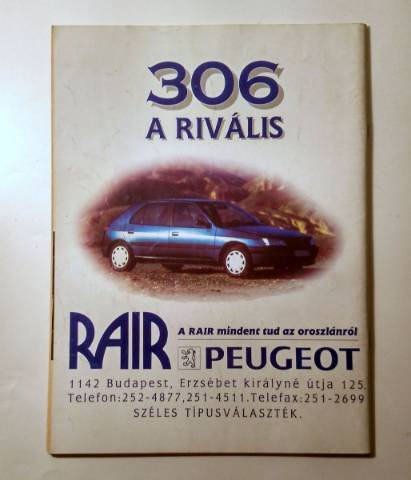 306
A RIVÁLIS
A RAIR mindent tud az oroszlánról
RAIR PEUGEOT
1142 Budapest, Erzsébet királyné útja 125.
Telefon:252-4877,251-4511.Telefax:251-2699
SZÉLES TÍPUSVÁLASZTÉK.